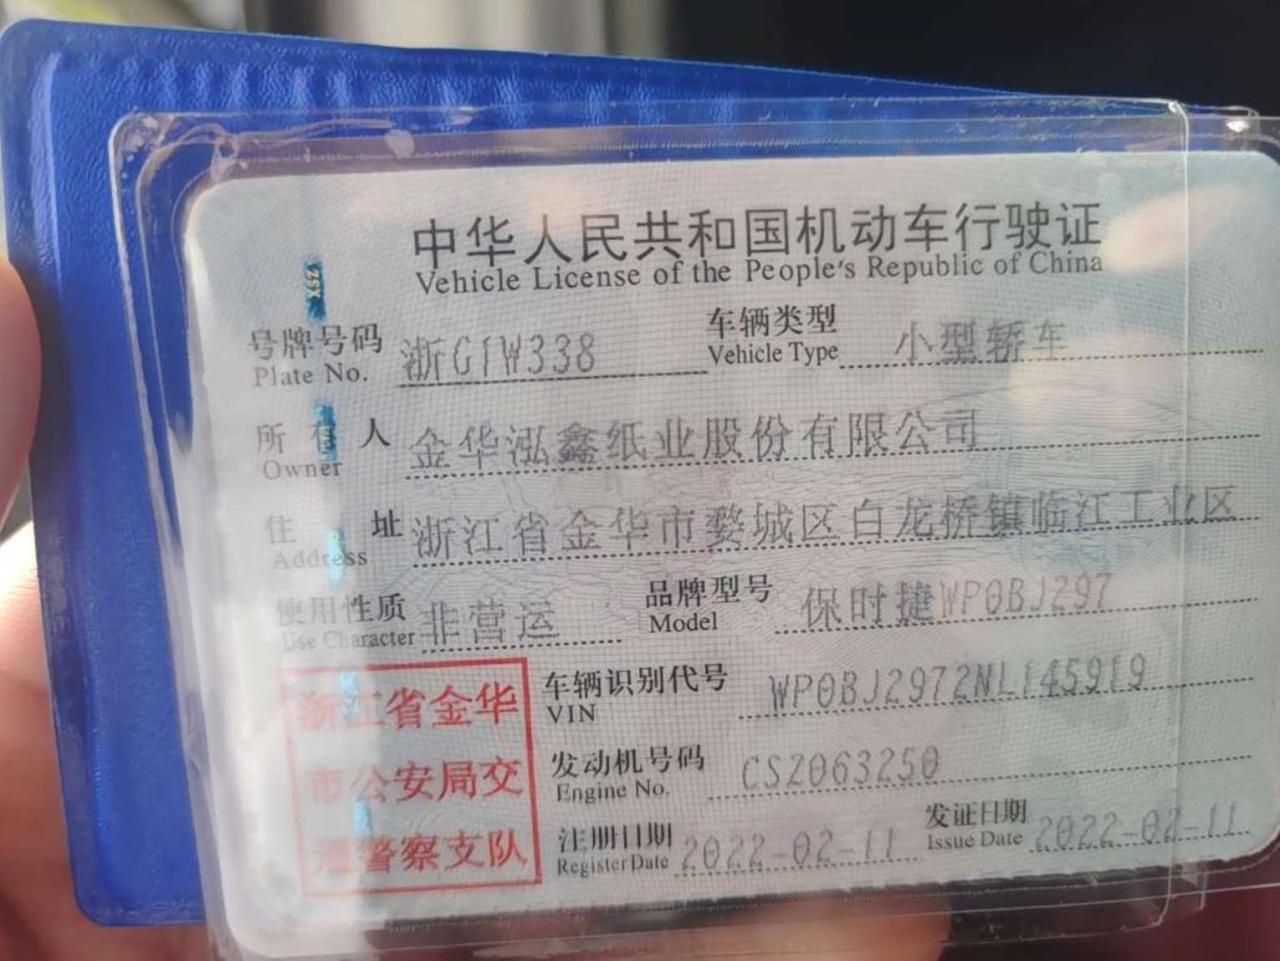 中华人民共和国机动车行驶证
Vehicle License of the People's Republic of China
号牌号码 浙G1W338 车辆类型 小型轿车
Plate No. Vehicle Type
所有人 金华泓鑫纸业股份有限公司
Owner
住址 浙江省金华市婺城区白龙桥镇临江工业区
Address
使用性质 非营运 品牌型号 保时捷WP0BJ297
Use Character Model
浙江省金华 车辆识别代号 WP0BJ2972NL145919
VIN
市公安局交 发动机号码 CSZ063250
Engine No.
通警察支队 注册日期 2022-02-11 发证日期 2022-02-11
Register Date Issue Date